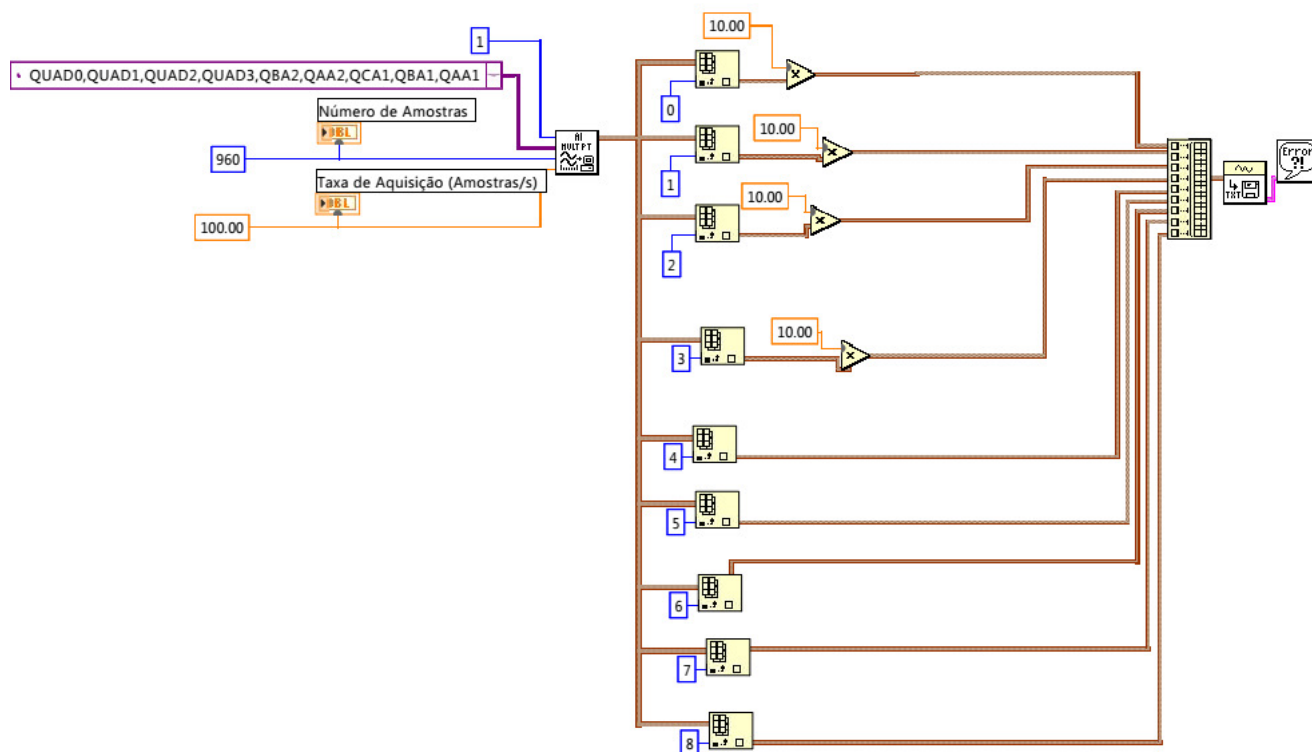 10.00
1
QUAD0,QUAD1,QUAD2,QUAD3,QBA2,QAA2,QCA1,QBA1,QAA1
0
Número de Amostras
DBL
10.00
AI
MULT PT
960
1
Error
?!
Taxa de Aquisição (Amostras/s)
DBL
TXT
10.00
100.00
2
10.00
3
4
5
6
7
8